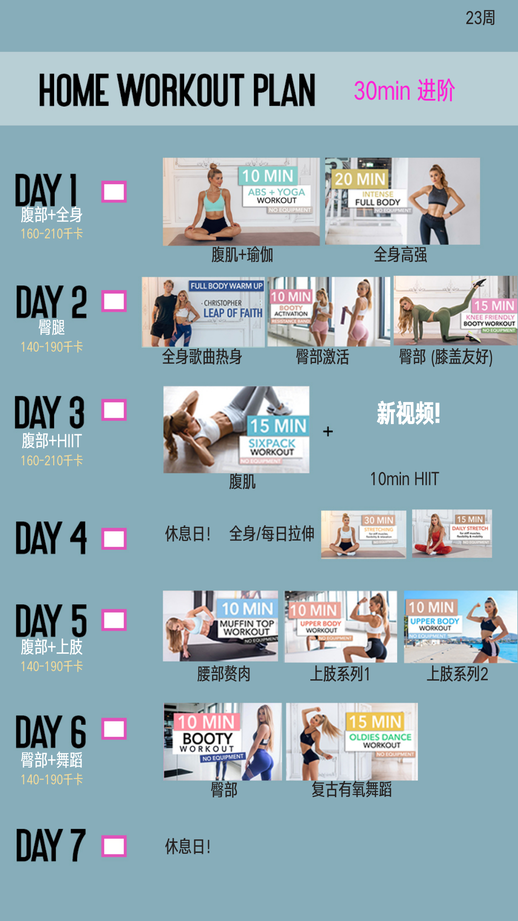 23周
HOME WORKOUT PLAN
30min 进阶
DAY 1
腹部+全身
160-210千卡
10 MIN
ABS + YOGA
WORKOUT
NO EQUIPMENT
腹肌+瑜伽
20 MIN
INTENSE
FULL BODY
NO EQUIPMENT
全身高强
DAY 2
臀腿
140-190千卡
FULL BODY WARM UP
- CHRISTOPHER
LEAP OF FAITH
全身歌曲热身
10 MIN
BOOTY
ACTIVATION
臀部激活
15 MIN
KNEE FRIENDLY
BOOTY WORKOUT
NO EQUIPMENT
臀部 (膝盖友好)
DAY 3
腹部+HIIT
160-210千卡
15 MIN
SIXPACK
WORKOUT
NO EQUIPMENT
腹肌
+
新视频!
10min HIIT
DAY 4
休息日!
全身/每日拉伸
30 MIN
STRETCHING
15 MIN
DAILY STRETCH
DAY 5
腹部+上肢
140-190千卡
10 MIN
MUFFIN TOP
WORKOUT
NO EQUIPMENT
腰部赘肉
10 MIN
UPPER BODY
WORKOUT
NO EQUIPMENT
上肢系列1
10 MIN
UPPER BODY
WORKOUT
NO EQUIPMENT
上肢系列2
DAY 6
臀部+舞蹈
140-190千卡
10 MIN
BOOTY
WORKOUT
NO EQUIPMENT
臀部
15 MIN
OLDIES DANCE
WORKOUT
NO EQUIPMENT
复古有氧舞蹈
DAY 7
休息日!